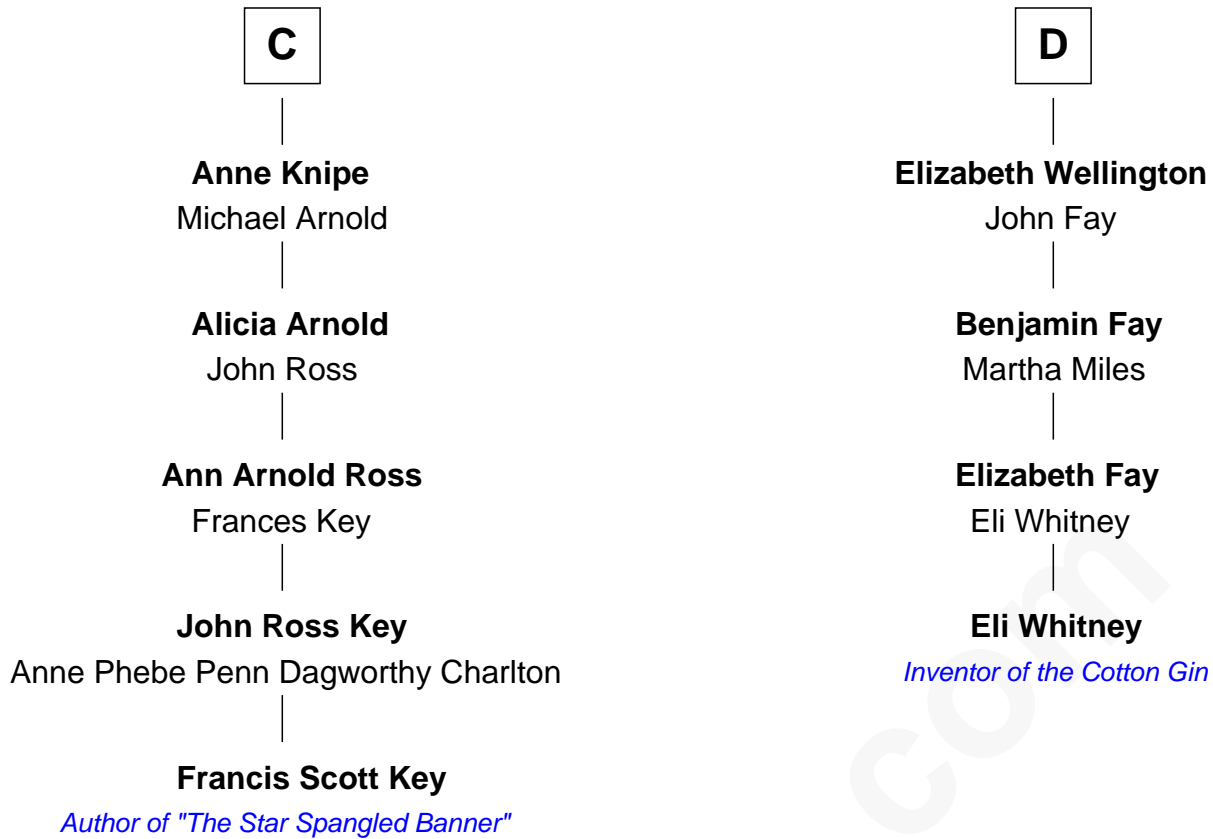 C
Anne Knipe
Michael Arnold
Alicia Arnold
John Ross
Ann Arnold Ross
Frances Key
John Ross Key
Anne Phebe Penn Dagworthy Charlton
Francis Scott Key
Author of "The Star Spangled Banner"
D
Elizabeth Wellington
John Fay
Benjamin Fay
Martha Miles
Elizabeth Fay
Eli Whitney
Eli Whitney
Inventor of the Cotton Gin
com